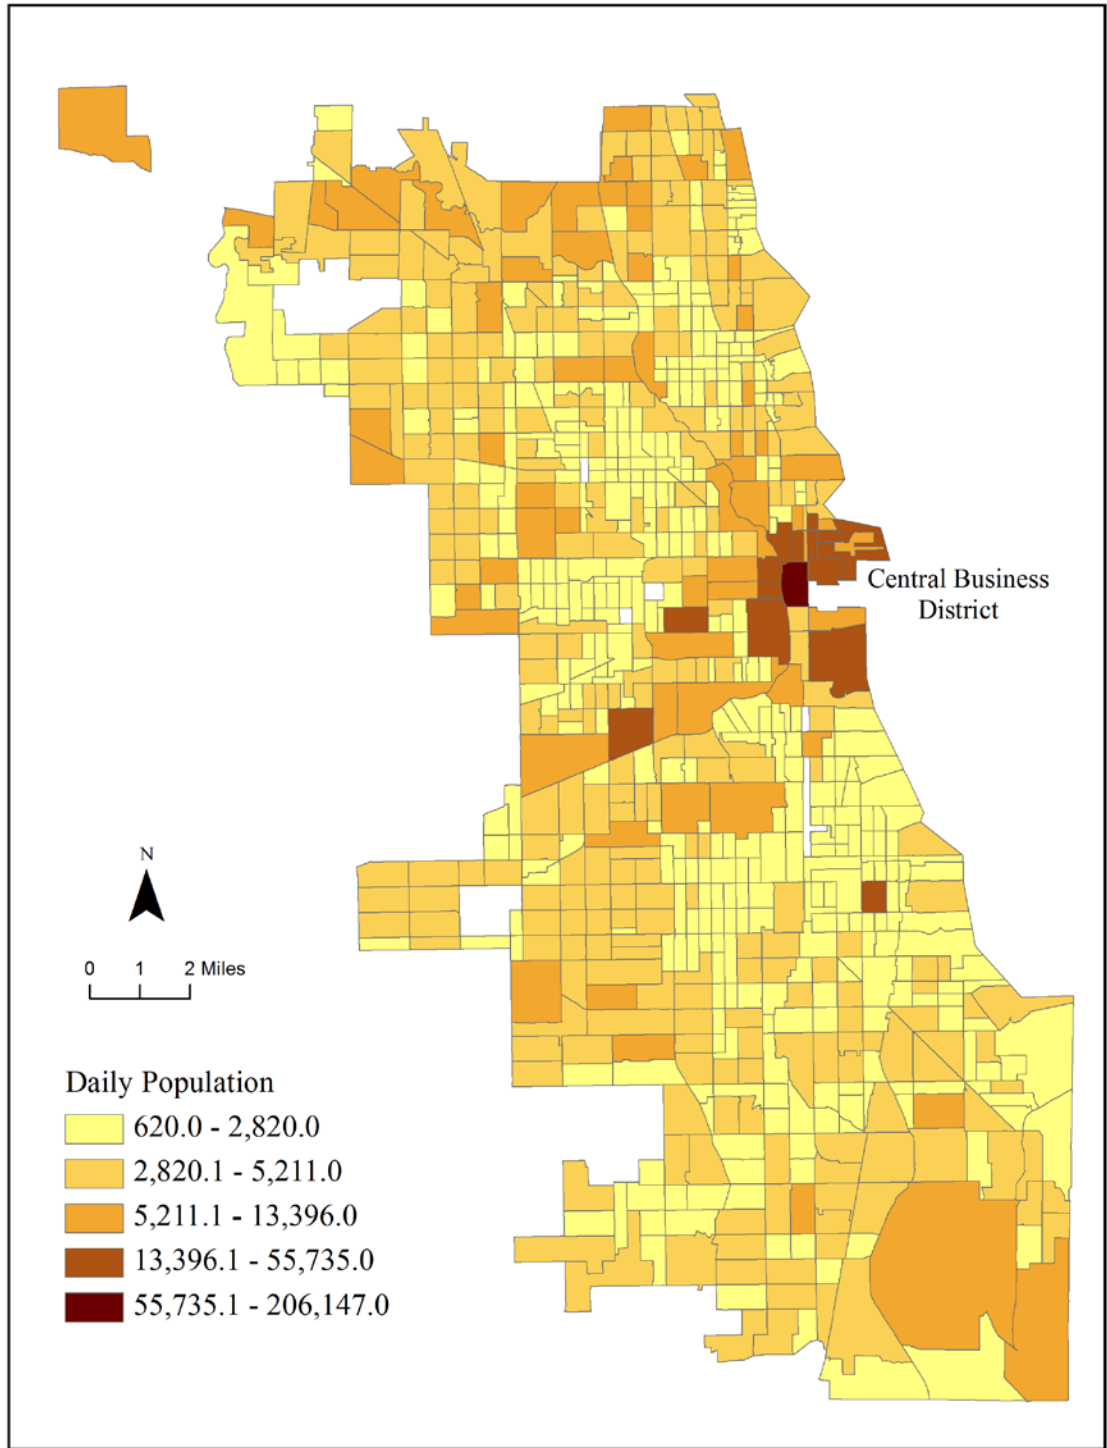 Central Business
District
N
0 1 2 Miles
Daily Population
620.0 - 2,820.0
2,820.1 - 5,211.0
5,211.1 - 13,396.0
13,396.1 - 55,735.0
55,735.1 - 206,147.0